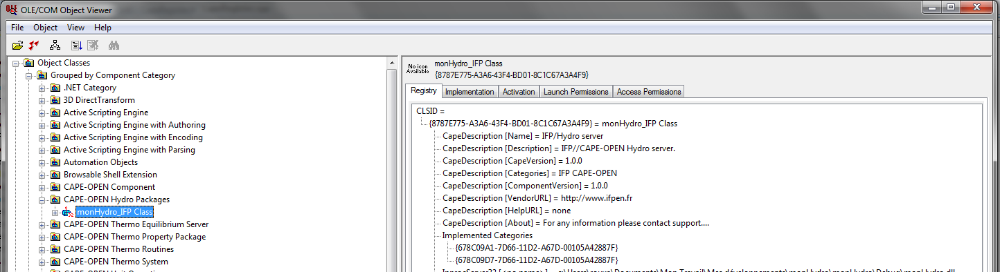 OLE/COM Object Viewer
File Object View Help
Object Classes
Grouped by Component Category
.NET Category
3D DirectTransform
Active Scripting Engine
Active Scripting Engine with Authoring
Active Scripting Engine with Encoding
Active Scripting Engine with Parsing
Automation Objects
Browsable Shell Extension
CAPE-OPEN Component
CAPE-OPEN Hydro Packages
monHydro_IFP Class
CAPE-OPEN Thermo Equilibrium Server
CAPE-OPEN Thermo Property Package
CAPE-OPEN Thermo Routines
CAPE-OPEN Thermo System
No icon
Available
monHydro_IFP Class
{8787E775-A3A6-43F4-BD01-8C1C67A3A4F9}
Registry Implementation Activation Launch Permissions Access Permissions
CLSID =
{8787E775-A3A6-43F4-BD01-8C1C67A3A4F9} = monHydro_IFP Class
CapeDescription [Name] = IFP/Hydro server
CapeDescription [Description] = IFP//CAPE-OPEN Hydro server.
CapeDescription [CapeVersion] = 1.0.0
CapeDescription [Categories] = IFP CAPE-OPEN
CapeDescription [ComponentVersion] = 1.0.0
CapeDescription [VendorURL] = http://www.ifpen.fr
CapeDescription [HelpURL] = none
CapeDescription [About] = For any information please contact support....
Implemented Categories
{678C09A1-7D66-11D2-A67D-00105A42887F}
{678C09D7-7D66-11D2-A67D-00105A42887F}